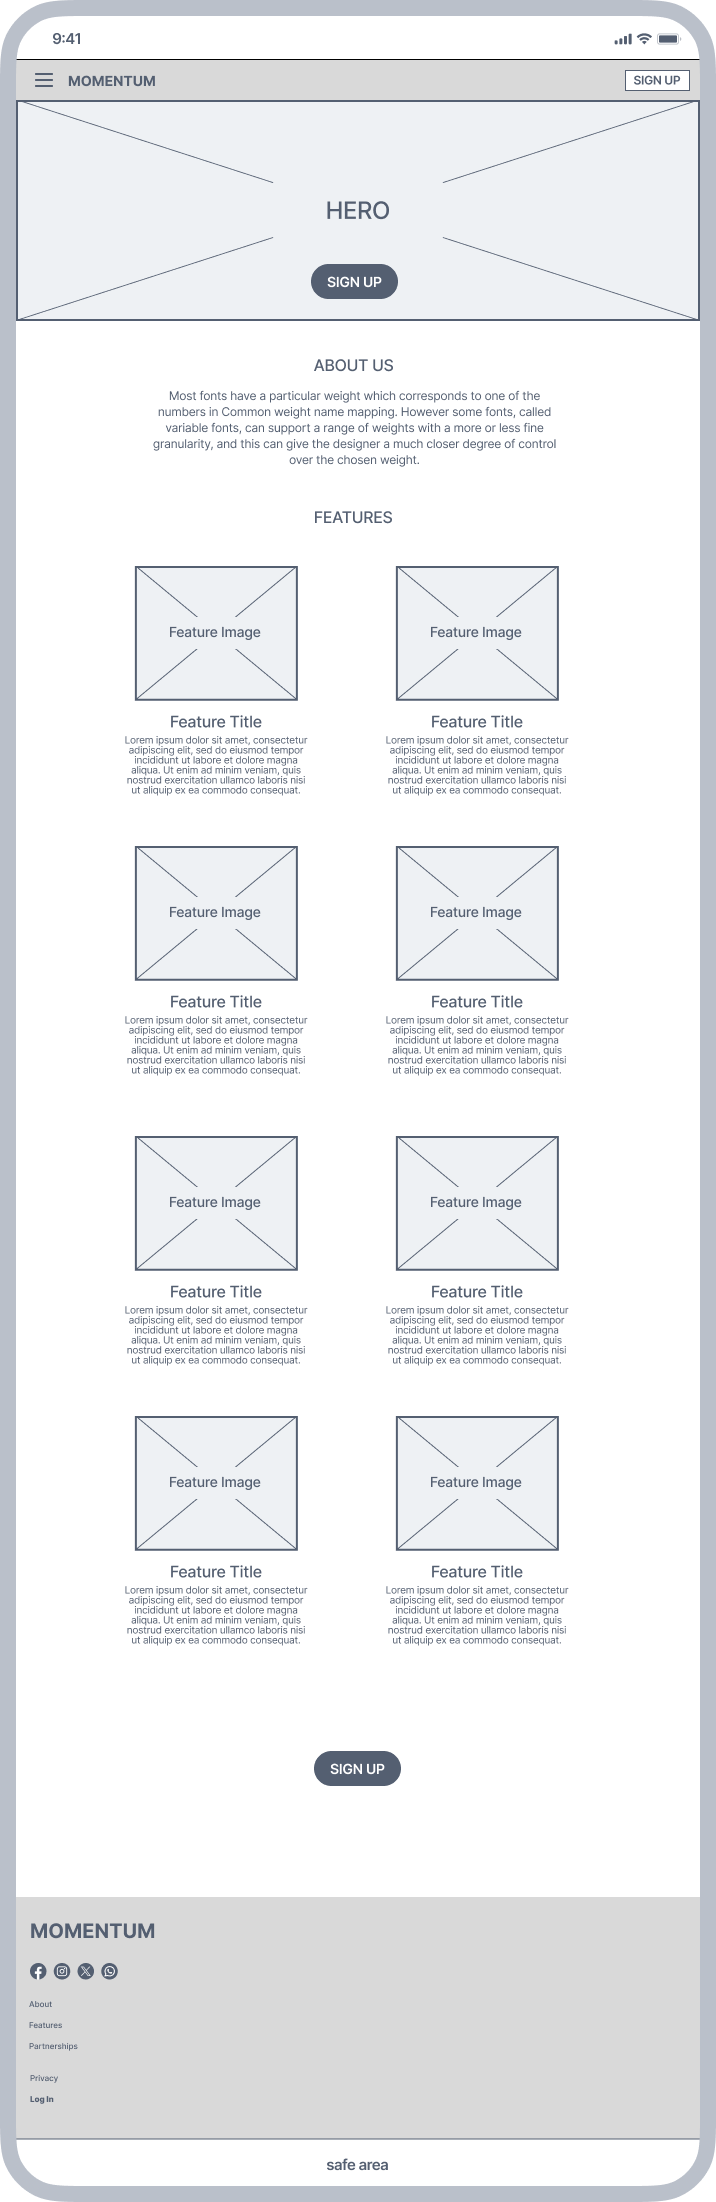 9:41
MOMENTUM
SIGN UP
HERO
SIGN UP
ABOUT US
Most fonts have a particular weight which corresponds to one of the
numbers in Common weight name mapping. However some fonts, called
variable fonts, can support a range of weights with a more or less fine
granularity, and this can give the designer a much closer degree of control
over the chosen weight.
FEATURES
Feature Image
Feature Title
Lorem ipsum dolor sit amet, consectetur
adipiscing elit, sed do eiusmod tempor
incididunt ut labore et dolore magna
aliqua. Ut enim ad minim veniam, quis
nostrud exercitation ullamco laboris nisi
ut aliquip ex ea commodo consequat.
Feature Image
Feature Title
Lorem ipsum dolor sit amet, consectetur
adipiscing elit, sed do eiusmod tempor
incididunt ut labore et dolore magna
aliqua. Ut enim ad minim veniam, quis
nostrud exercitation ullamco laboris nisi
ut aliquip ex ea commodo consequat.
Feature Image
Feature Title
Lorem ipsum dolor sit amet, consectetur
adipiscing elit, sed do eiusmod tempor
incididunt ut labore et dolore magna
aliqua. Ut enim ad minim veniam, quis
nostrud exercitation ullamco laboris nisi
ut aliquip ex ea commodo consequat.
Feature Image
Feature Title
Lorem ipsum dolor sit amet, consectetur
adipiscing elit, sed do eiusmod tempor
incididunt ut labore et dolore magna
aliqua. Ut enim ad minim veniam, quis
nostrud exercitation ullamco laboris nisi
ut aliquip ex ea commodo consequat.
Feature Image
Feature Title
Lorem ipsum dolor sit amet, consectetur
adipiscing elit, sed do eiusmod tempor
incididunt ut labore et dolore magna
aliqua. Ut enim ad minim veniam, quis
nostrud exercitation ullamco laboris nisi
ut aliquip ex ea commodo consequat.
Feature Image
Feature Title
Lorem ipsum dolor sit amet, consectetur
adipiscing elit, sed do eiusmod tempor
incididunt ut labore et dolore magna
aliqua. Ut enim ad minim veniam, quis
nostrud exercitation ullamco laboris nisi
ut aliquip ex ea commodo consequat.
Feature Image
Feature Title
Lorem ipsum dolor sit amet, consectetur
adipiscing elit, sed do eiusmod tempor
incididunt ut labore et dolore magna
aliqua. Ut enim ad minim veniam, quis
nostrud exercitation ullamco laboris nisi
ut aliquip ex ea commodo consequat.
Feature Image
Feature Title
Lorem ipsum dolor sit amet, consectetur
adipiscing elit, sed do eiusmod tempor
incididunt ut labore et dolore magna
aliqua. Ut enim ad minim veniam, quis
nostrud exercitation ullamco laboris nisi
ut aliquip ex ea commodo consequat.
SIGN UP
MOMENTUM
About
Features
Partnerships
Privacy
Log In
safe area